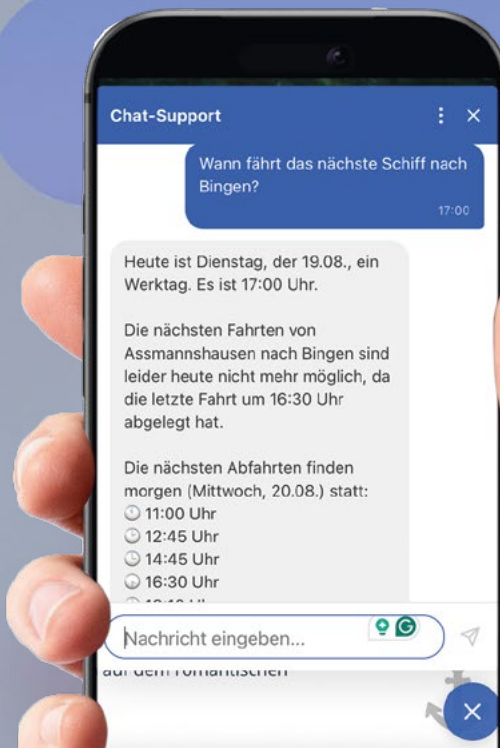 Chat-Support
Wann fährt das nächste Schiff nach
Bingen?
17:00
Heute ist Dienstag, der 19.08., ein
Werktag. Es ist 17:00 Uhr.
Die nächsten Fahrten von
Assmannshausen nach Bingen sind
leider heute nicht mehr möglich, da
die letzte Fahrt um 16:30 Uhr
abgelegt hat.
Die nächsten Abfahrten finden
morgen (Mittwoch, 20.08.) statt:
11:00 Uhr
12:45 Uhr
14:45 Uhr
16:30 Uhr
Nachricht eingeben...
auf dem romantischen